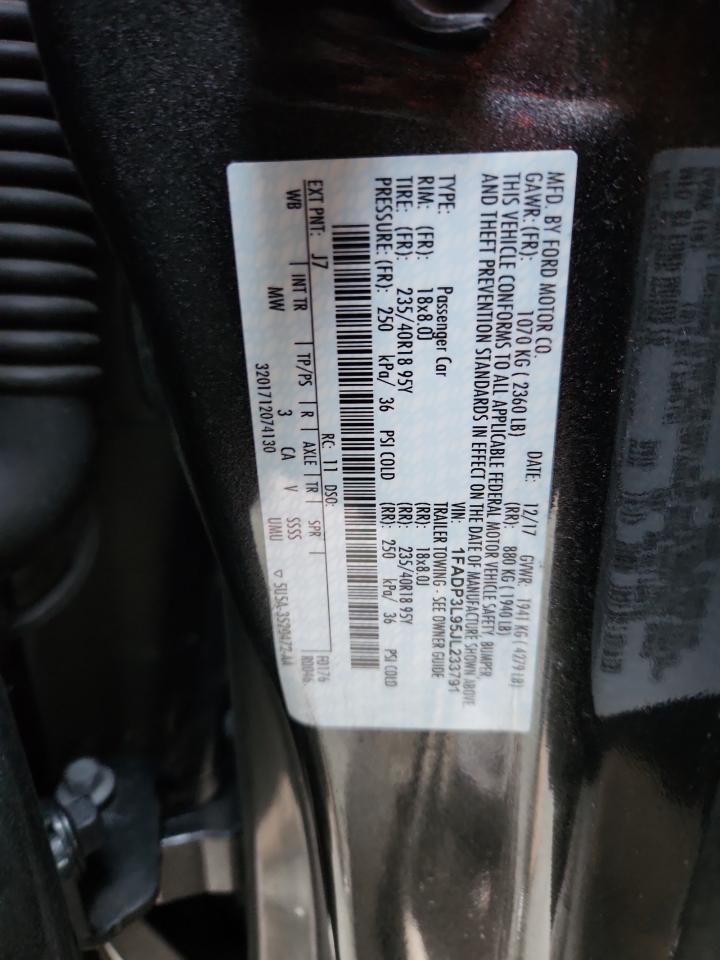 MFD. BY FORD MOTOR CO.
DATE: 12/17 GVWR: 1941 KG ( 4279 LB)
GAWR: (FR): 1070 KG ( 2360 LB) (RR): 880 KG ( 1940 LB)
THIS VEHICLE CONFORMS TO ALL APPLICABLE FEDERAL MOTOR VEHICLE SAFETY, BUMPER,
AND THEFT PREVENTION STANDARDS IN EFFECT ON THE DATE OF MANUFACTURE SHOWN ABOVE.
VIN: 1FADP3L95JL233791
TYPE: Passenger Car TRAILER TOWING - SEE OWNER GUIDE
RIM: (FR): 18x8.0J (RR): 18x8.0J
TIRE: (FR): 235/40R18 95Y (RR): 235/40R18 95Y
PRESSURE: (FR): 250 kPa/ 36 PSI COLD (RR): 250 kPa/ 36 PSI COLD
RC: 11 DSO:
EXT PNT: J7 F0176
R0046
WB | INT TR | TP/PS | R | AXLE | TR | SPR |
MW 3 CA V SSSS
3201712074130 UMU